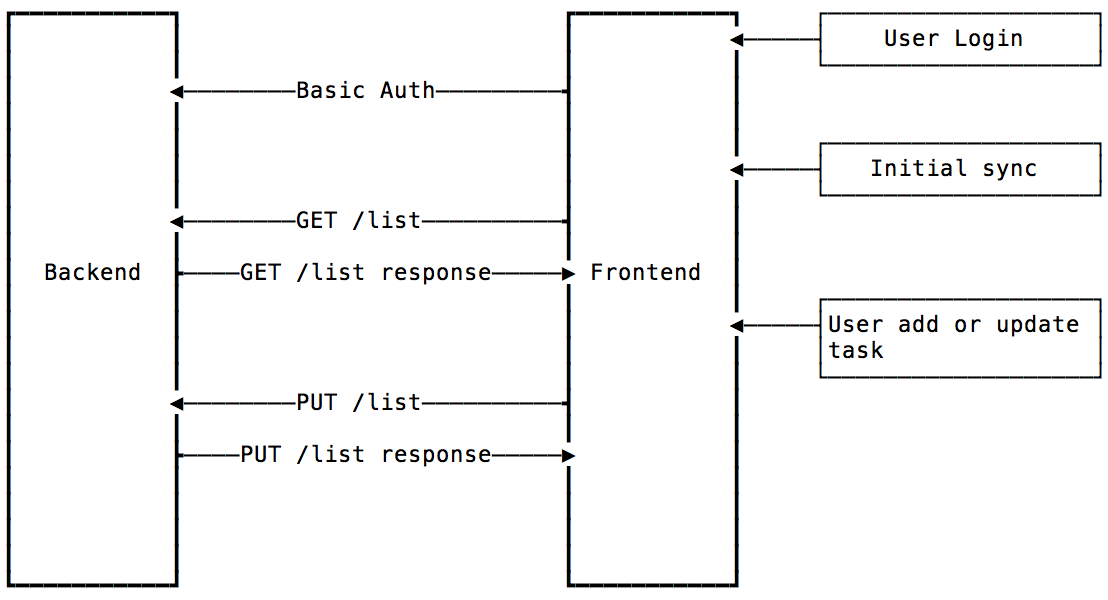 User Login
Basic Auth
Initial sync
GET /list
Backend
GET /list response
Frontend
User add or update
task
PUT /list
PUT /list response